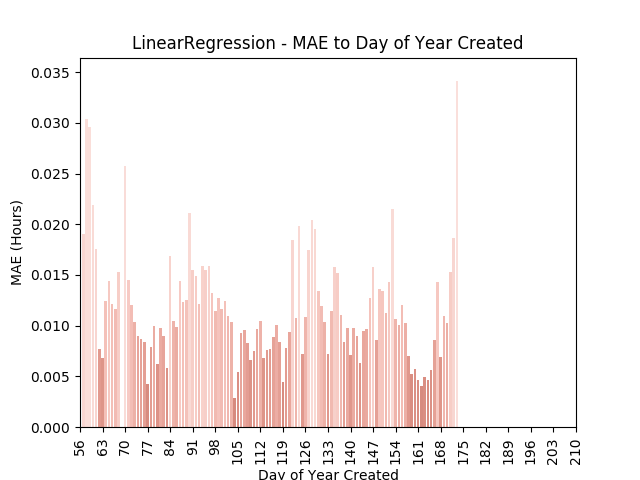 LinearRegression - MAE to Day of Year Created
0.035
0.030
0.025
0.020
0.015
0.010
0.005
0.000
MAE (Hours)
56 63 70 77 84 91 98 105 112 119 126 133 140 147 154 161 168 175 182 189 196 203 210
Day of Year Created